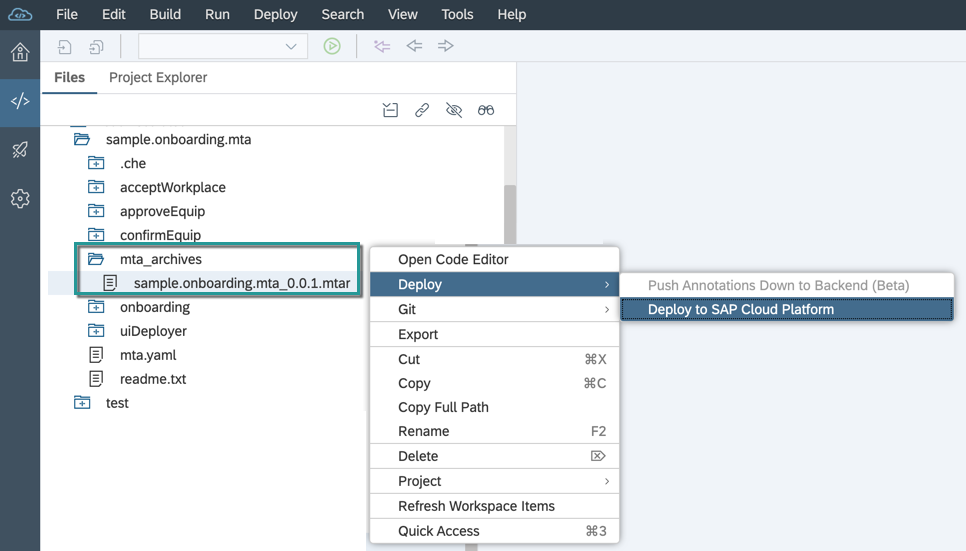 File Edit Build Run Deploy Search View Tools Help
Files Project Explorer
sample.onboarding.mta
.che
acceptWorkplace
approveEquip
confirmEquip
mta_archives
sample.onboarding.mta_0.0.1.mtar
onboarding
uiDeployer
mta.yaml
readme.txt
test
Open Code Editor
Deploy
Git
Export
Cut ⌘X
Copy ⌘C
Copy Full Path
Rename F2
Delete ⌦
Project
Refresh Workspace Items
Quick Access ⌘3
Push Annotations Down to Backend (Beta)
Deploy to SAP Cloud Platform